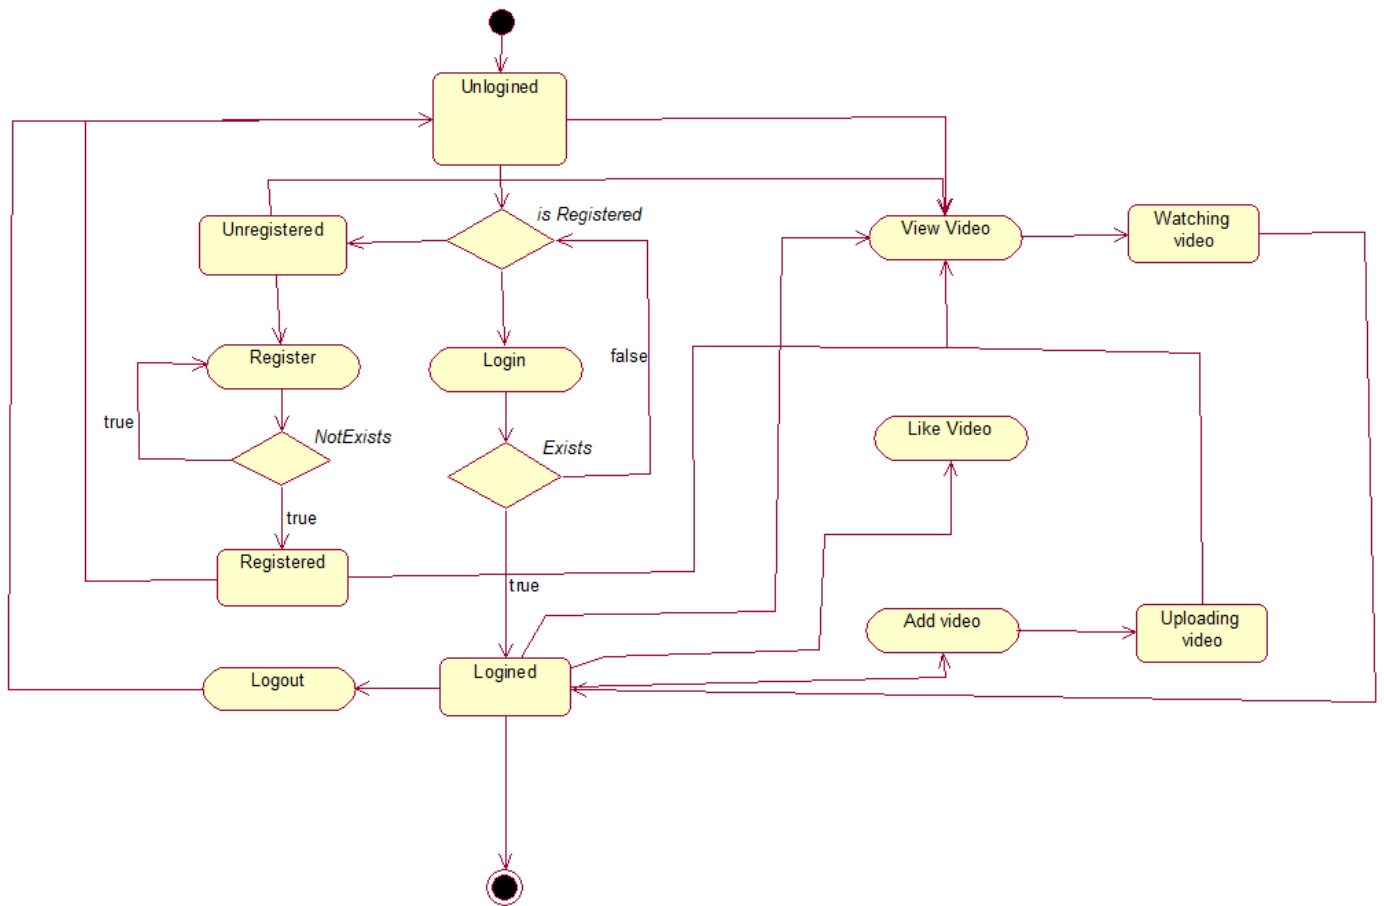 Unlogined
is Registered
Unregistered
View Video
Watching
video
Register
Login
false
true
NotExists
Exists
Like Video
true
Registered
true
Add video
Uploading
video
Logout
Logined